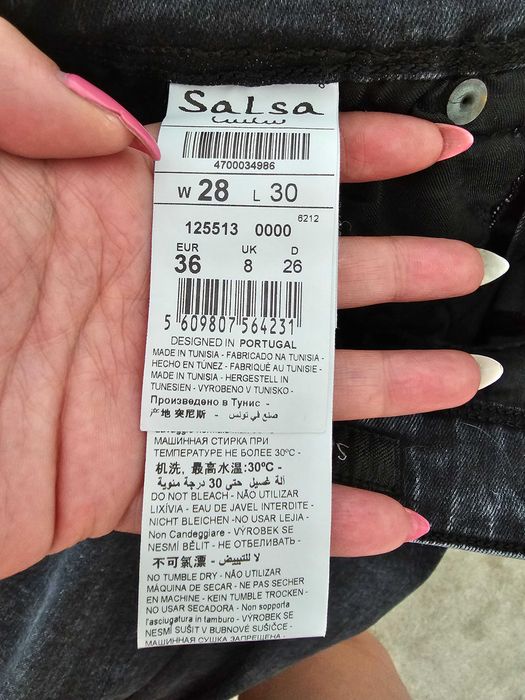 Salsa
4700034986
W 28 L 30
6212
125513 0000
EUR UK D
36 8 26
5 609807 564231
DESIGNED IN PORTUGAL
MADE IN TUNISIA - FABRICADO NA TUNISIA -
HECHO EN TÚNEZ - FABRIQUÉ AU TUNISIE -
MADE IN TUNISIA - HERGESTELL IN
TUNESIEN - VYROBENO V TUNISKO -
Произведено в Тунис -
产地 突尼斯 - صنع في تونس
МАШИННАЯ СТИРКА ПРИ
ТЕМПЕРАТУРЕ НЕ БОЛЕЕ 30ºC -
机洗, 最高水温:30ºC -
آلة غسيل حتى 30 درجة مئوية
DO NOT BLEACH - NÃO UTILIZAR
LIXÍVIA - EAU DE JAVEL INTERDITE -
NICHT BLEICHEN -NO USAR LEJIA -
Non Candeggiare - VÝROBEK SE
NESMÍ BĚLIT - НЕ ОТБЕЛИВАТЬ -
不可氯漂 - لا للتبييض
NO TUMBLE DRY - NÃO UTILIZAR
MÁQUINA DE SECAR - NE PAS SECHER
EN MACHINE - KEIN TUMBLE TROCKEN -
NO USAR SECADORA - Non sopporta
l'asciugatura in tamburo - VÝROBEK SE
NESMÍ SUŠIT V BUBNOVÉ SUŠIČCE -
МАШИННАЯ СУШКА ЗАПРЕЩЕНА -